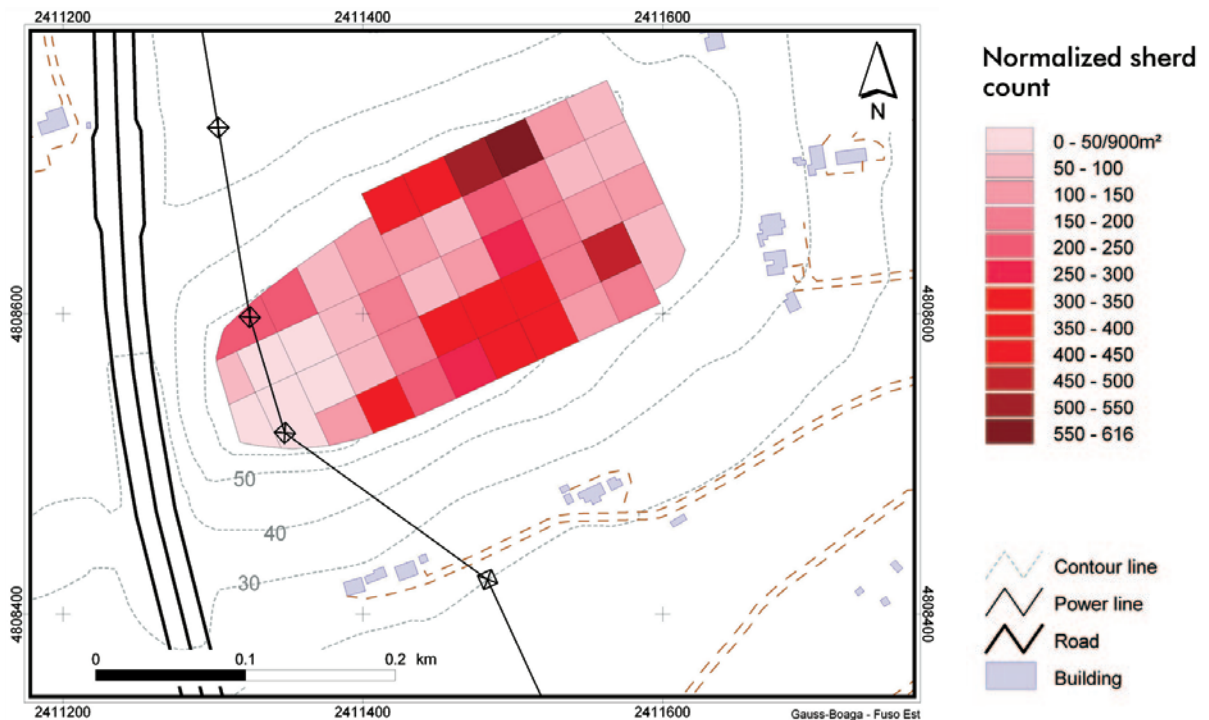 2411200 2411400 2411600
Normalized sherd
count
N
0 - 50/900m²
50 - 100
100 - 150
150 - 200
200 - 250
250 - 300
300 - 350
350 - 400
400 - 450
450 - 500
500 - 550
550 - 616
4808600 4808600
50
40
30
4808400 4808400
Contour line
Power line
Road
Building
0 0.1 0.2 km
2411200 2411400 2411600
Gauss-Boaga - Fuso Est